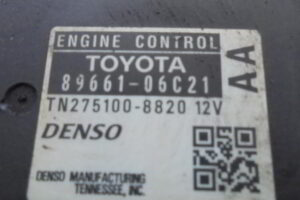 ENGINE CONTROL
TOYOTA
89661-06C21
AA
TN275100-8820 12V
DENSO
DENSO MANUFACTURING
TENNESSEE, INC.